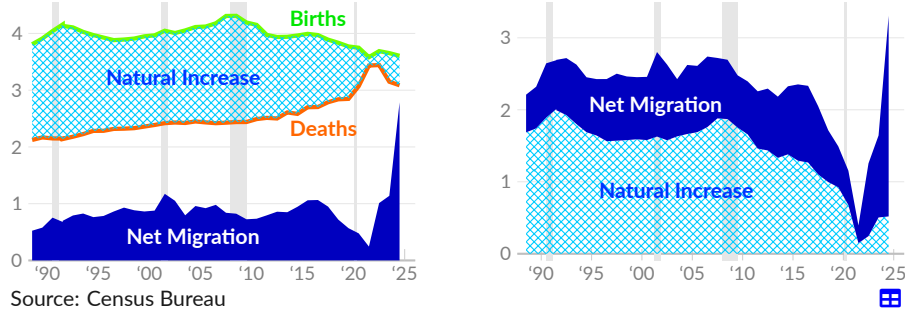 Births
4
Natural Increase
3
Deaths
2
1
Net Migration
0
‘90 ‘95 ‘00 ‘05 ‘10 ‘15 ‘20 ‘25
3
Net Migration
2
Natural Increase
1
0
‘90 ‘95 ‘00 ‘05 ‘10 ‘15 ‘20 ‘25
Source: Census Bureau